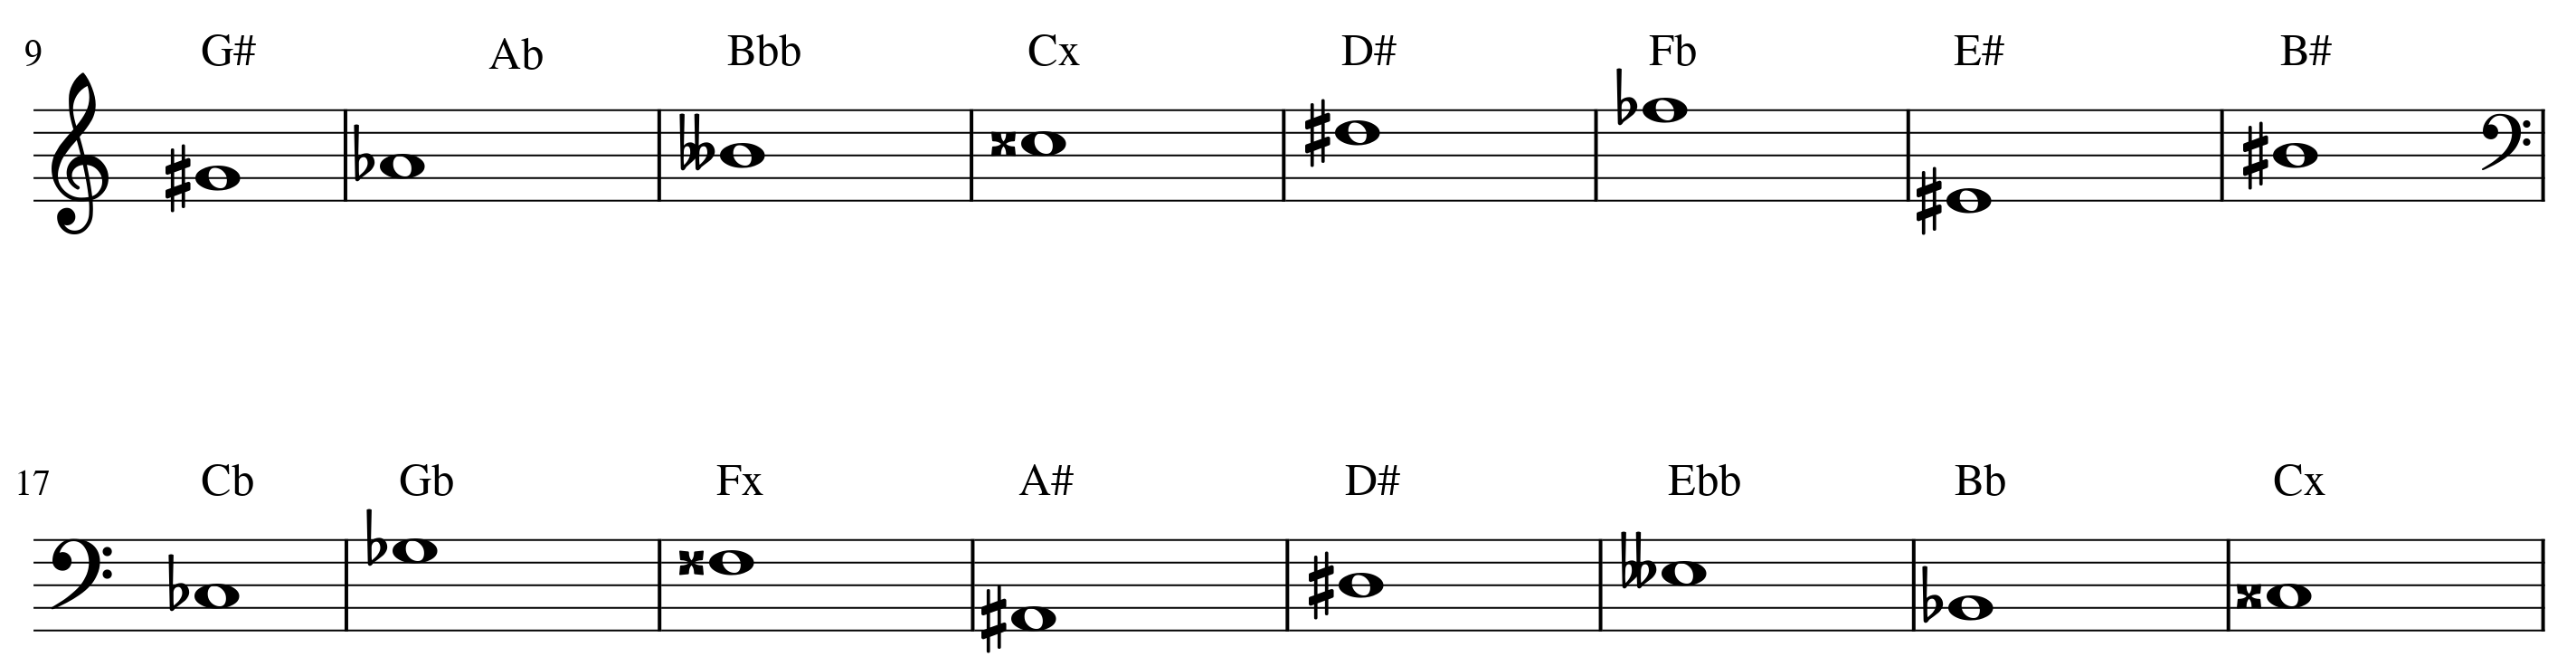 9 G# Ab Bbb Cx D# Fb E# B#
17 Cb Gb Fx A# D# Ebb Bb Cx